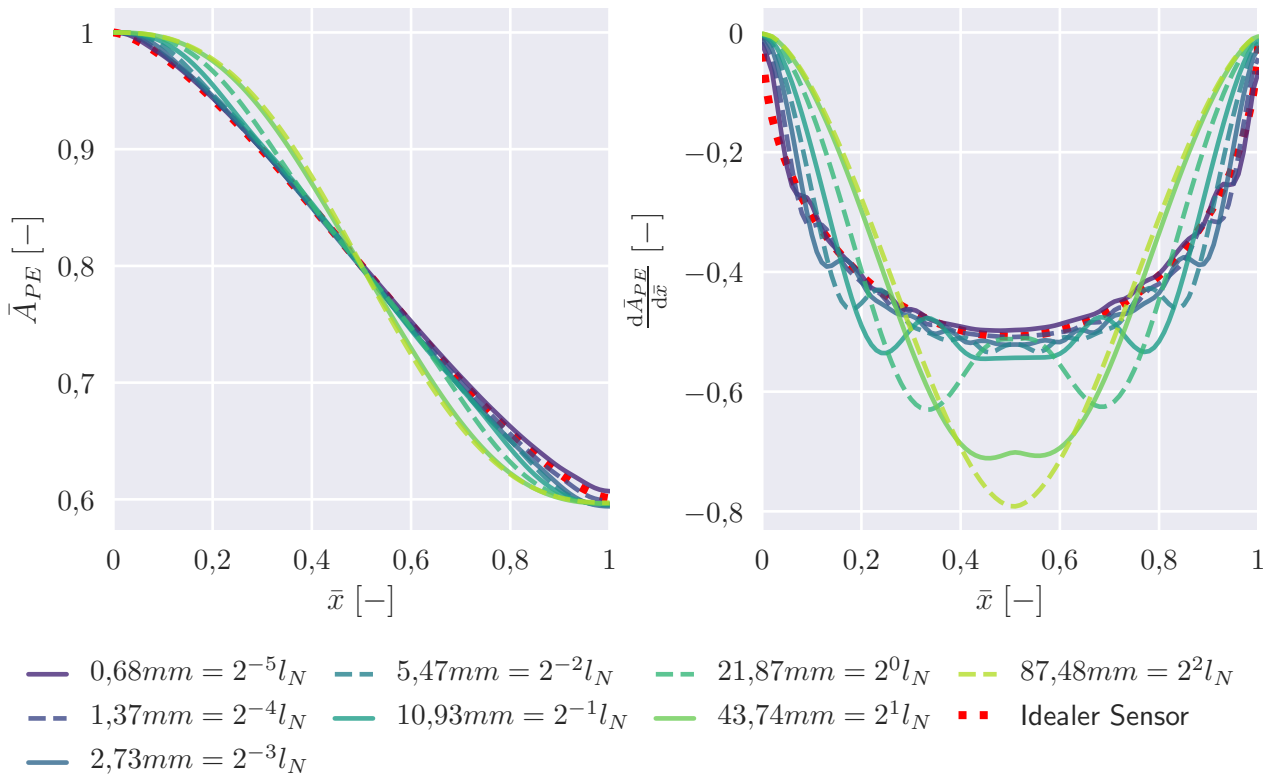 1
0,9
0,8
0,7
0,6
0
0,2
0,4
0,6
0,8
1
x̄ [−]
Ā_{PE} [−]
0
−0,2
−0,4
−0,6
−0,8
0
0,2
0,4
0,6
0,8
1
x̄ [−]
dĀ_{PE}/dx̄ [−]
0,68mm = 2^{−5}l_N
1,37mm = 2^{−4}l_N
2,73mm = 2^{−3}l_N
5,47mm = 2^{−2}l_N
10,93mm = 2^{−1}l_N
21,87mm = 2^{0}l_N
43,74mm = 2^{1}l_N
87,48mm = 2^{2}l_N
Idealer Sensor